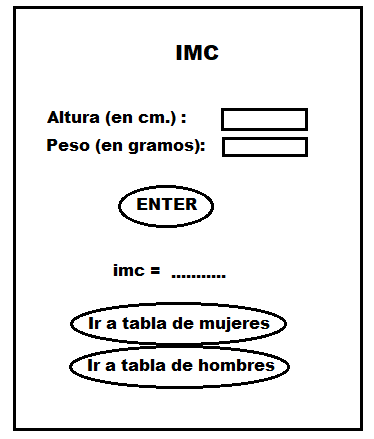 IMC
Altura (en cm.) :
Peso (en gramos):
ENTER
imc = ...........
Ir a tabla de mujeres
Ir a tabla de hombres